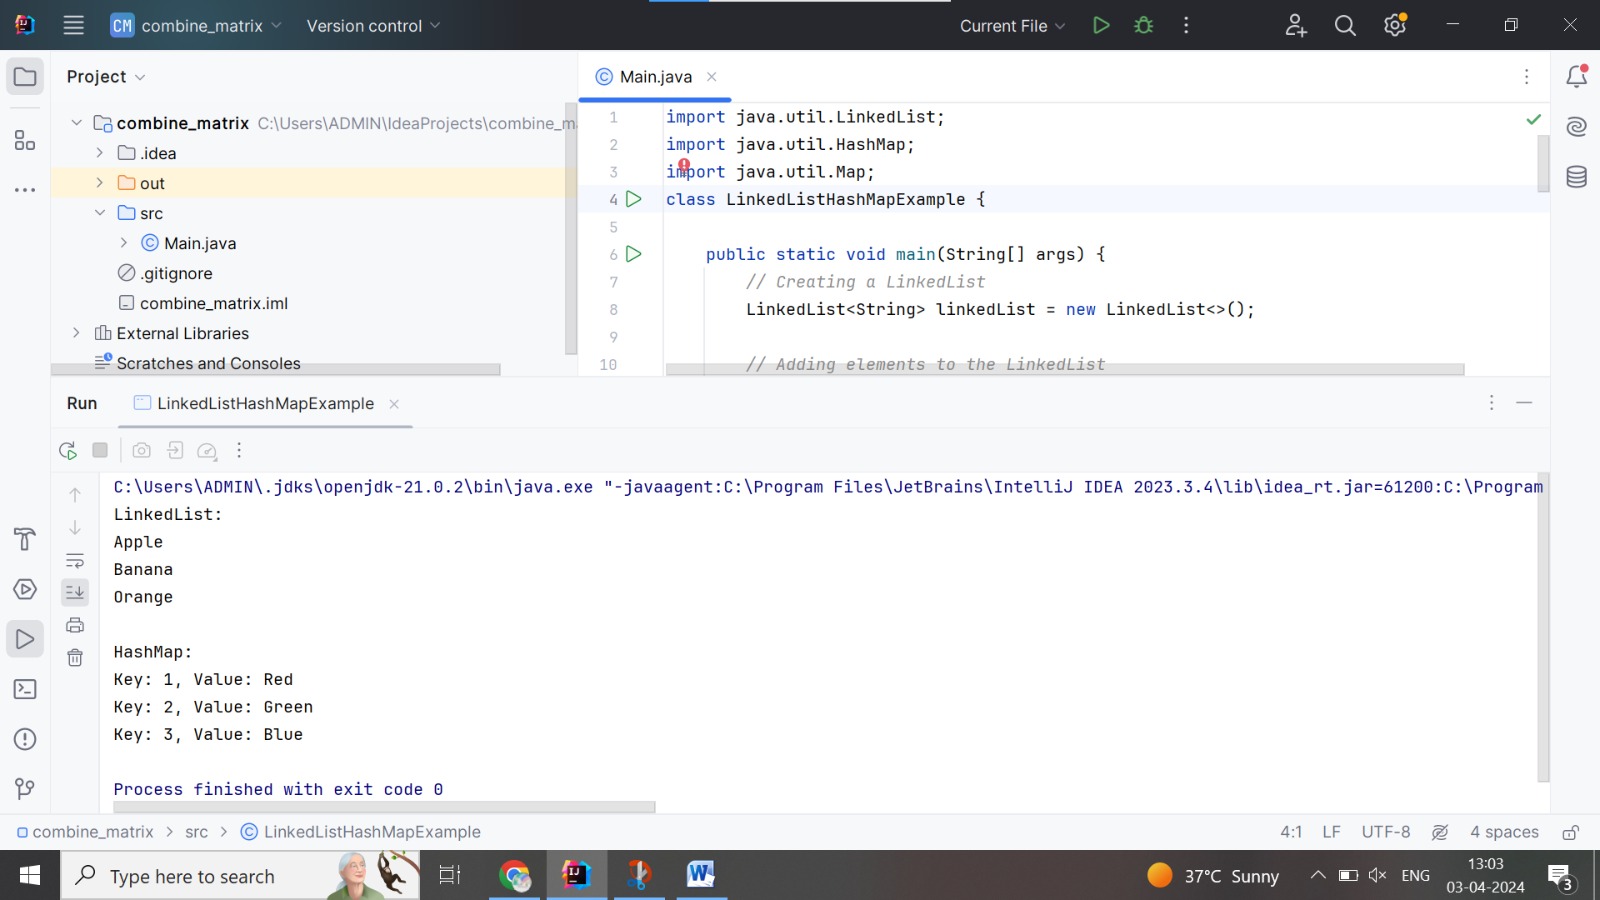 CM combine_matrix Version control Current File
Project
Main.java
combine_matrix C:\Users\ADMIN\IdeaProjects\combine_m
.idea
out
src
Main.java
.gitignore
combine_matrix.iml
External Libraries
Scratches and Consoles
1 import java.util.LinkedList;
2 import java.util.HashMap;
3 import java.util.Map;
4 class LinkedListHashMapExample {
5
6 public static void main(String[] args) {
7 // Creating a LinkedList
8 LinkedList<String> linkedList = new LinkedList<>();
9
10 // Adding elements to the LinkedList
Run LinkedListHashMapExample
C:\Users\ADMIN\.jdks\openjdk-21.0.2\bin\java.exe "-javaagent:C:\Program Files\JetBrains\IntelliJ IDEA 2023.3.4\lib\idea_rt.jar=61200:C:\Program
LinkedList:
Apple
Banana
Orange
HashMap:
Key: 1, Value: Red
Key: 2, Value: Green
Key: 3, Value: Blue
Process finished with exit code 0
combine_matrix > src > LinkedListHashMapExample 4:1 LF UTF-8 4 spaces
Type here to search 37°C Sunny ENG 13:03
03-04-2024 3